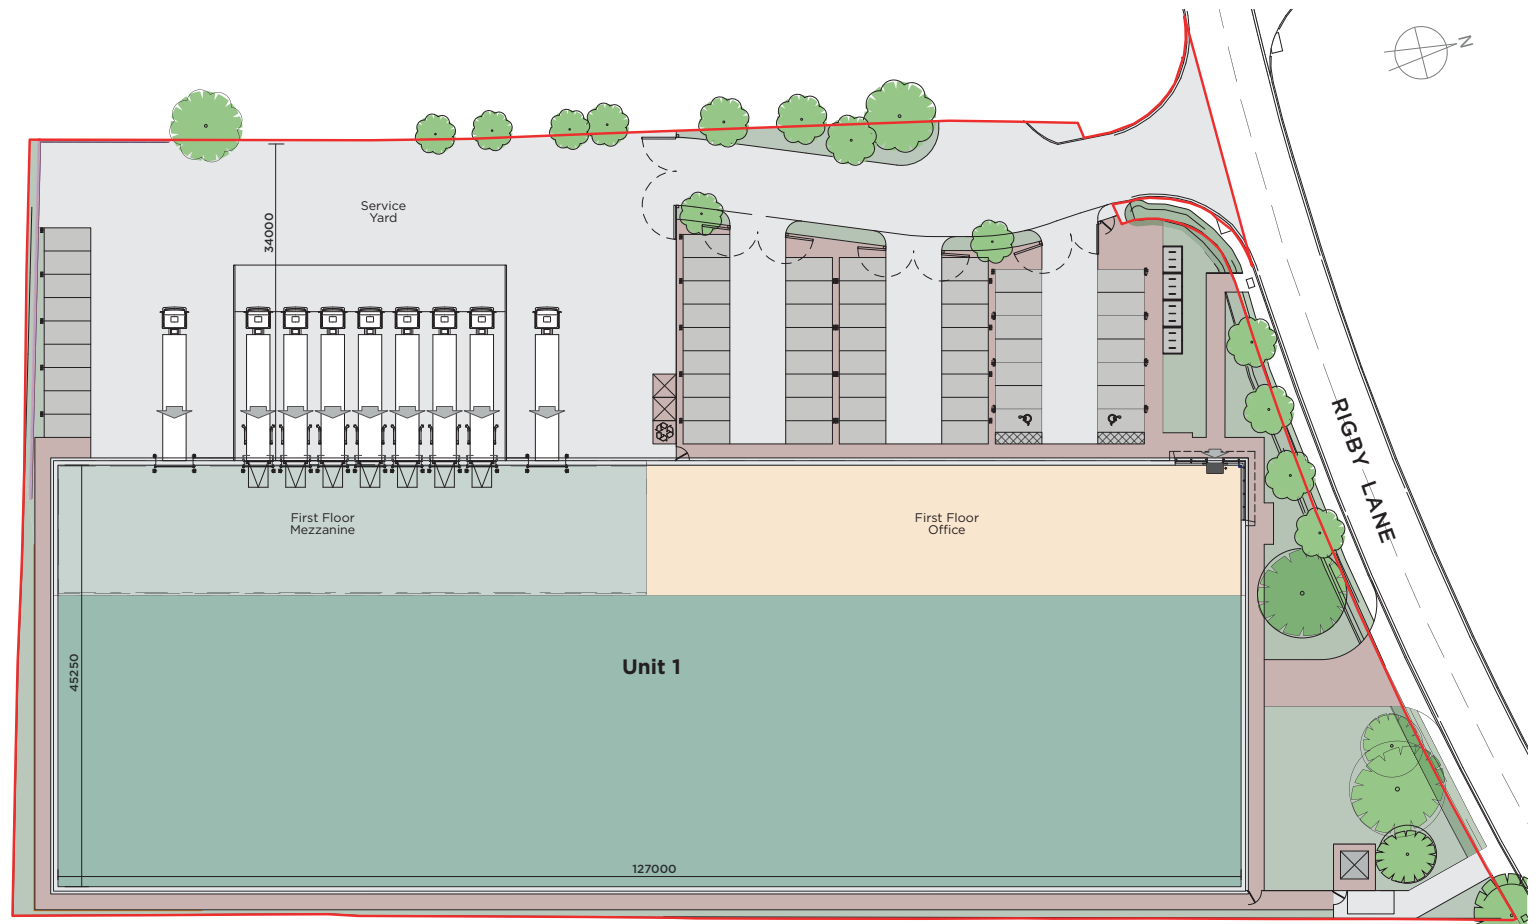 N
Service
Yard
34000
RIGBY LANE
First Floor
Mezzanine
First Floor
Office
Unit 1
45250
127000